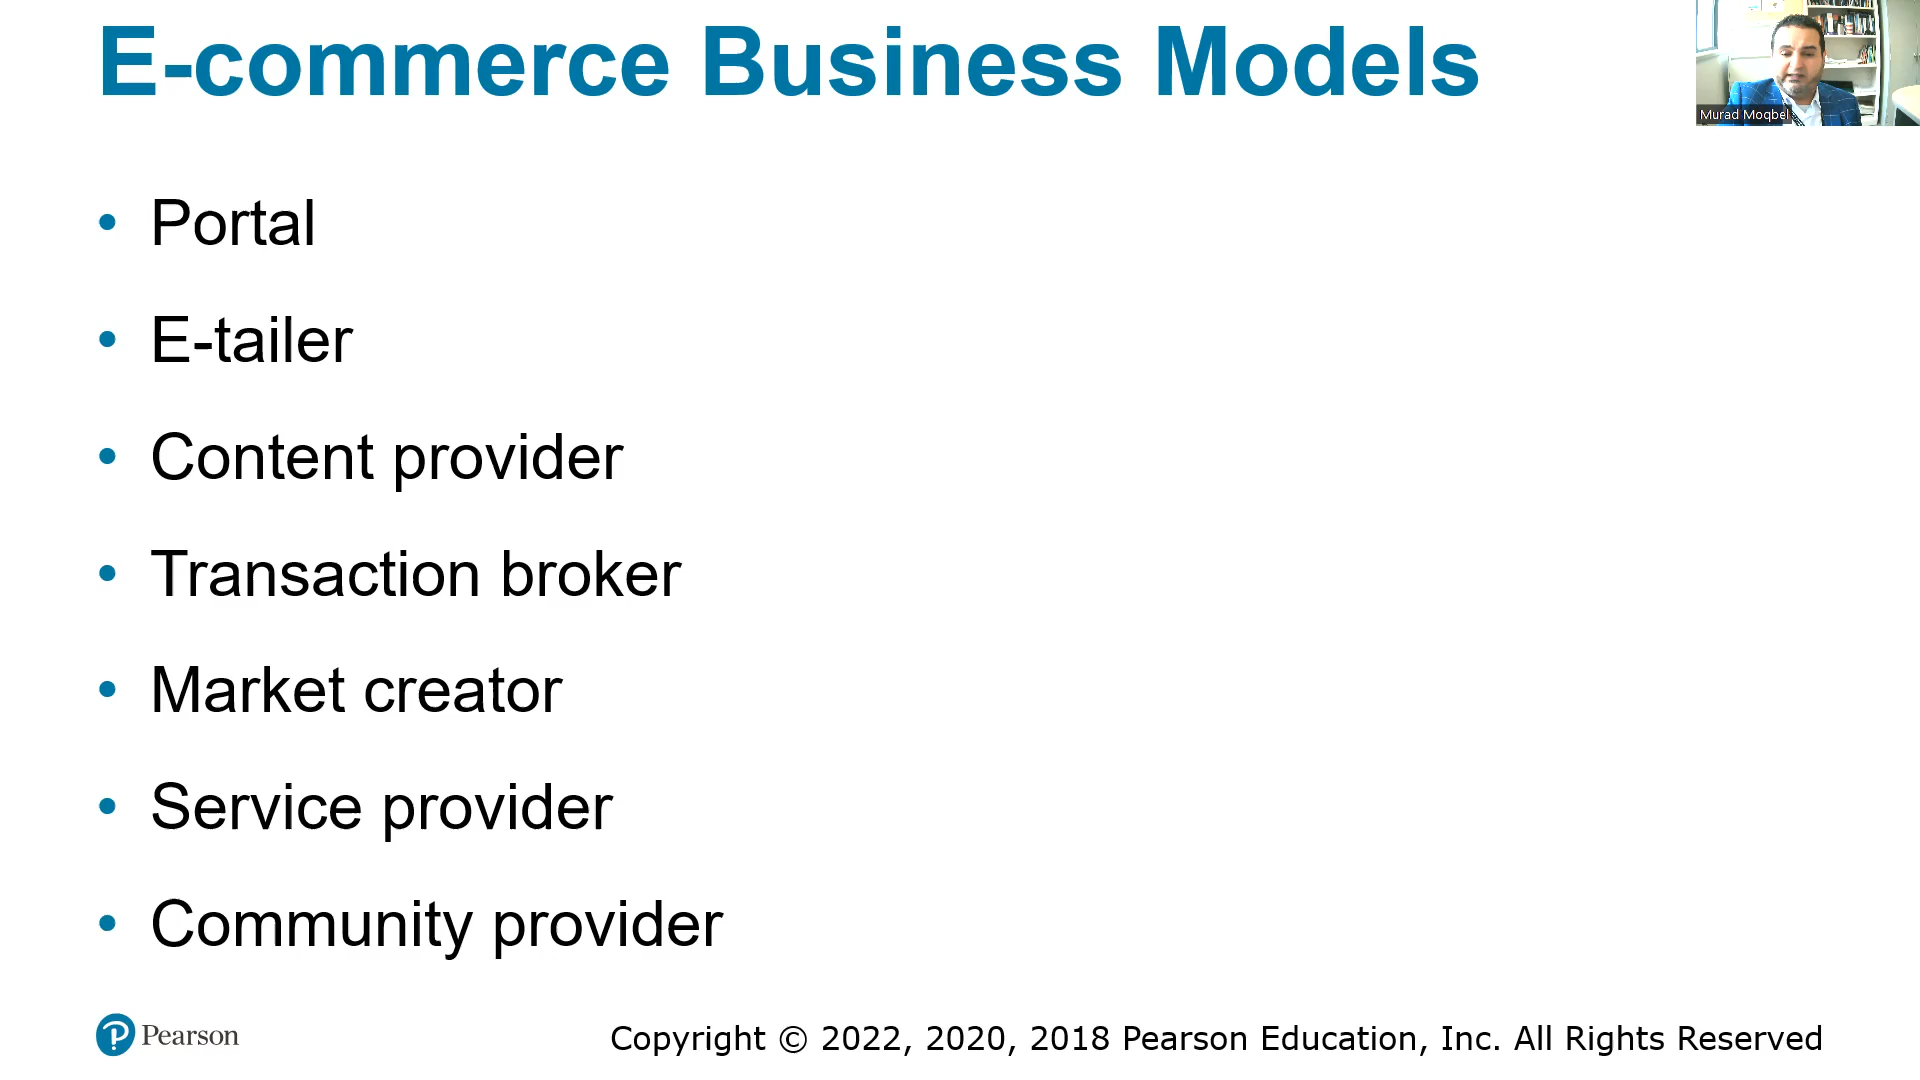 E-commerce Business Models
Murad Moqbel
• Portal
• E-tailer
• Content provider
• Transaction broker
• Market creator
• Service provider
• Community provider
Pearson
Copyright © 2022, 2020, 2018 Pearson Education, Inc. All Rights Reserved